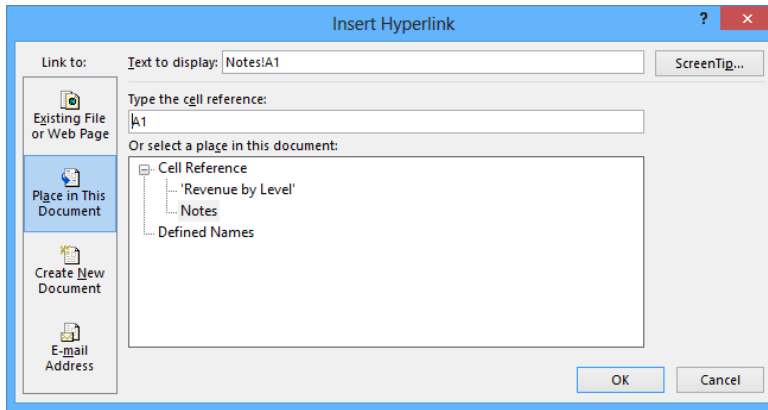 Insert Hyperlink
?
×
Link to:
Text to display: Notes!A1
ScreenTip...
Existing File
or Web Page
Place in This
Document
Create New
Document
E-mail
Address
Type the cell reference:
A1
Or select a place in this document:
Cell Reference
'Revenue by Level'
Notes
Defined Names
OK
Cancel